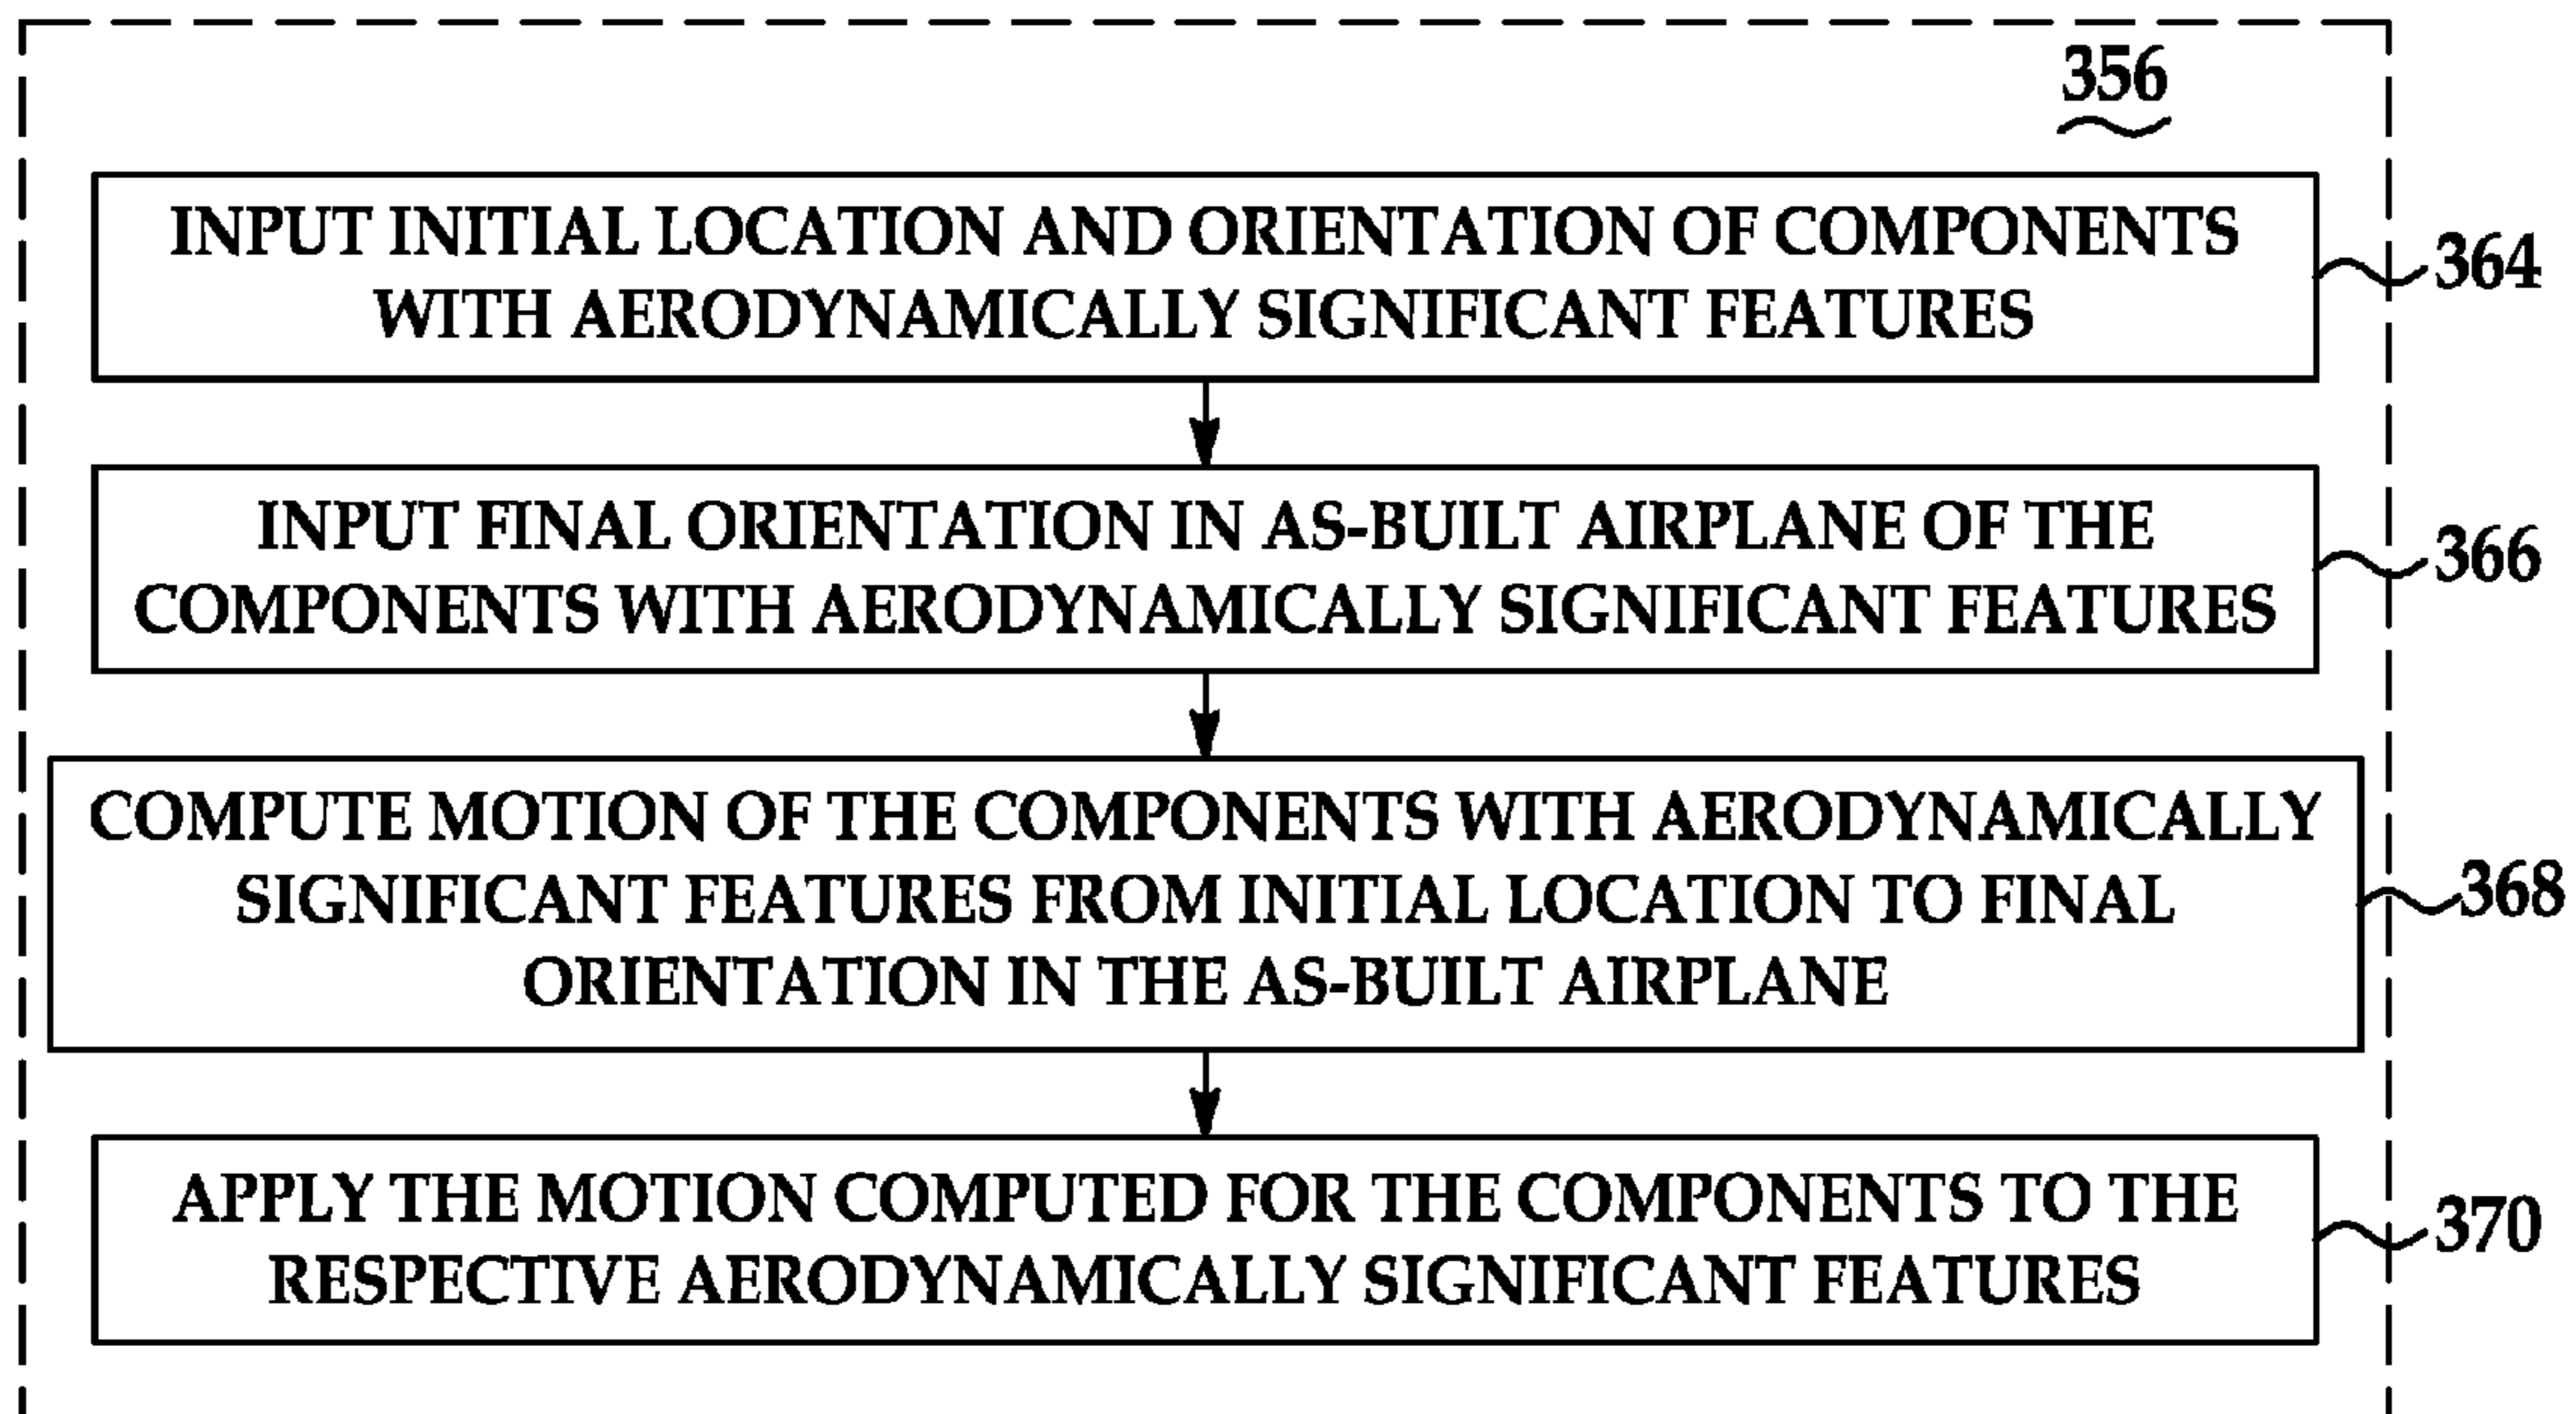 356
INPUT INITIAL LOCATION AND ORIENTATION OF COMPONENTS
WITH AERODYNAMICALLY SIGNIFICANT FEATURES
364
INPUT FINAL ORIENTATION IN AS-BUILT AIRPLANE OF THE
COMPONENTS WITH AERODYNAMICALLY SIGNIFICANT FEATURES
366
COMPUTE MOTION OF THE COMPONENTS WITH AERODYNAMICALLY
SIGNIFICANT FEATURES FROM INITIAL LOCATION TO FINAL
ORIENTATION IN THE AS-BUILT AIRPLANE
368
APPLY THE MOTION COMPUTED FOR THE COMPONENTS TO THE
RESPECTIVE AERODYNAMICALLY SIGNIFICANT FEATURES
370